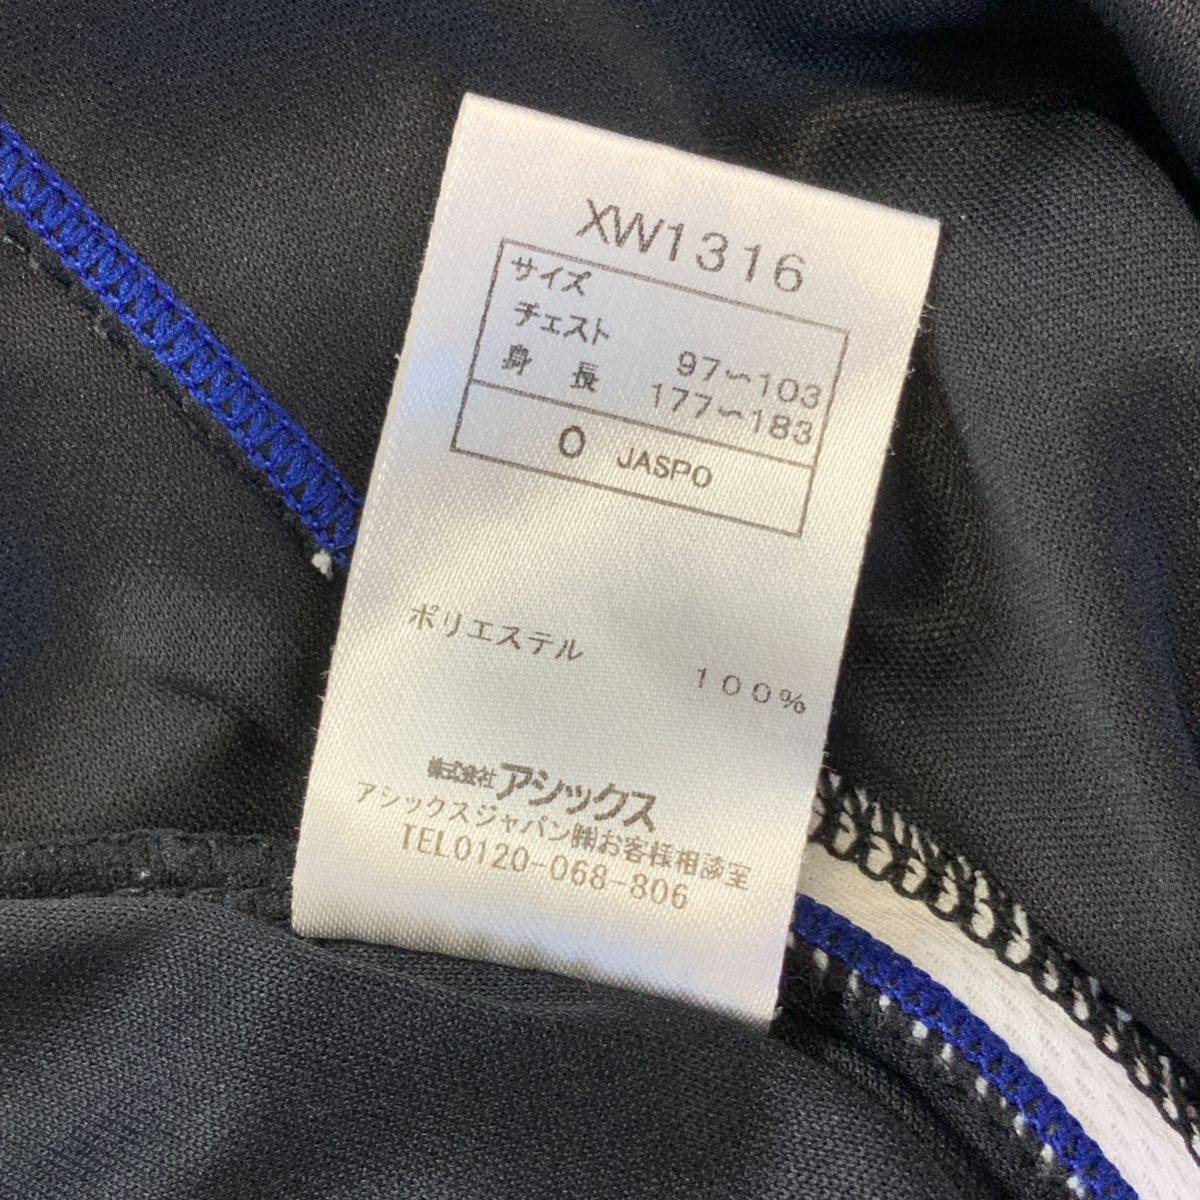 XW1316
サイズ
チェスト 97〜103
身長 177〜183
O JASPO
ポリエステル 100%
株式会社アシックス
アシックスジャパン㈱お客様相談室
TEL0120-068-806